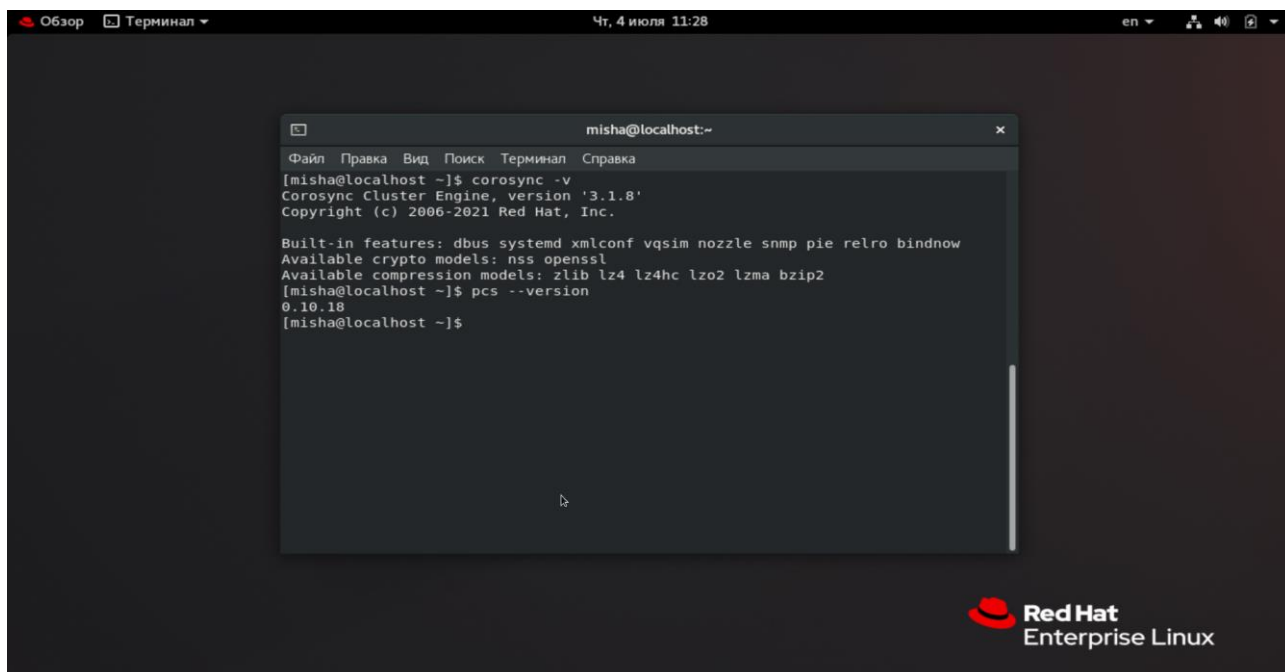 Обзор Терминал Чт, 4 июля 11:28 en
misha@localhost:~
Файл Правка Вид Поиск Терминал Справка
[misha@localhost ~]$ corosync -v
Corosync Cluster Engine, version '3.1.8'
Copyright (c) 2006-2021 Red Hat, Inc.
Built-in features: dbus systemd xmlconf vqsim nozzle snmp pie relro bindnow
Available crypto models: nss openssl
Available compression models: zlib lz4 lz4hc lzo2 lzma bzip2
[misha@localhost ~]$ pcs --version
0.10.18
[misha@localhost ~]$
Red Hat
Enterprise Linux